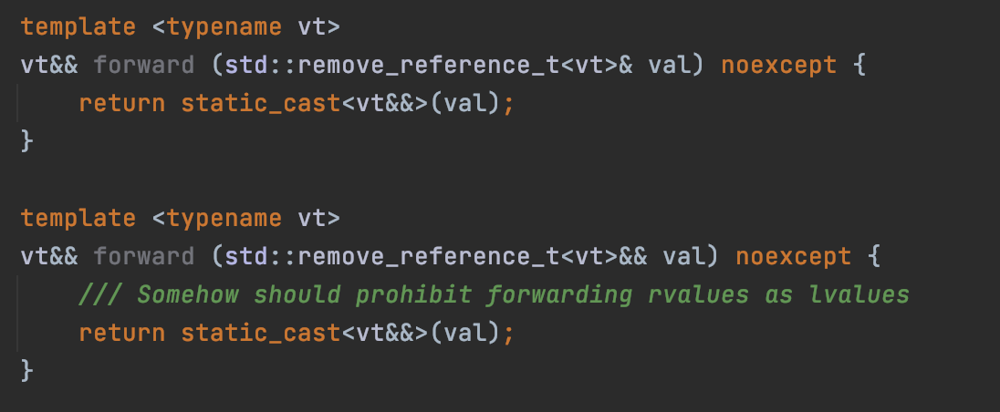 template <typename vt>
vt&& forward (std::remove_reference_t<vt>& val) noexcept {
    return static_cast<vt&&>(val);
}
template <typename vt>
vt&& forward (std::remove_reference_t<vt>&& val) noexcept {
    /// Somehow should prohibit forwarding rvalues as lvalues
    return static_cast<vt&&>(val);
}